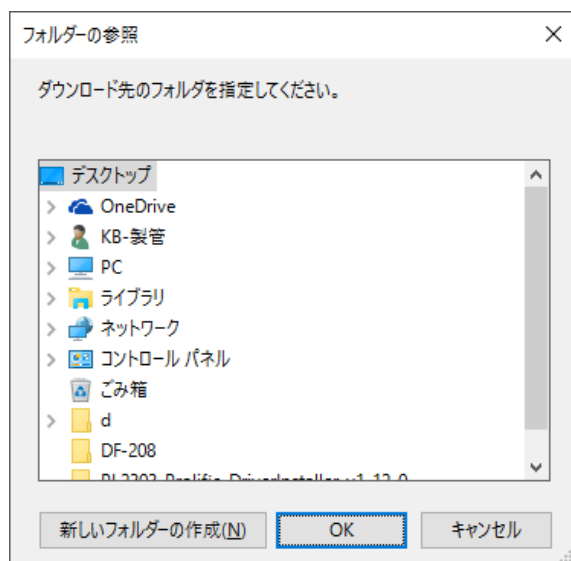 フォルダーの参照
ダウンロード先のフォルダを指定してください。
デスクトップ
OneDrive
KB-製管
PC
ライブラリ
ネットワーク
コントロール パネル
ごみ箱
d
DF-208
PL2303_Prolific_DriverInstaller_v1.12.0
新しいフォルダーの作成(N)
OK
キャンセル